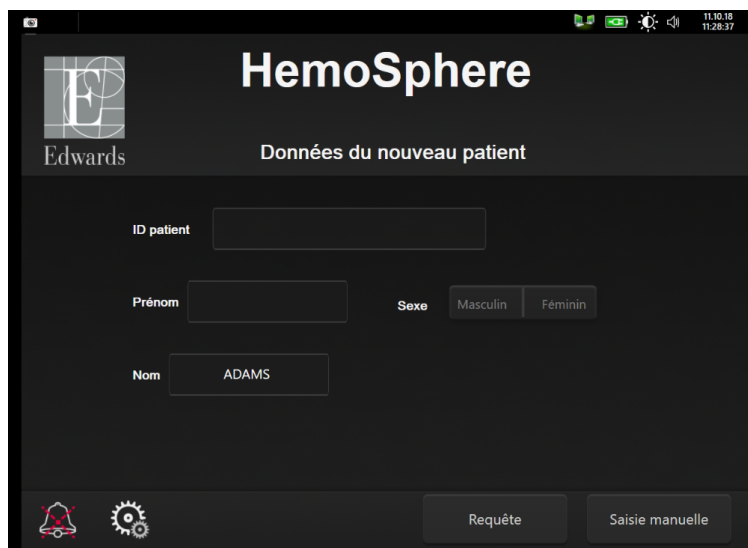 11.10.18
11:28:37
HemoSphere
Edwards
Données du nouveau patient
ID patient
Prénom
Sexe Masculin Féminin
Nom ADAMS
Requête Saisie manuelle